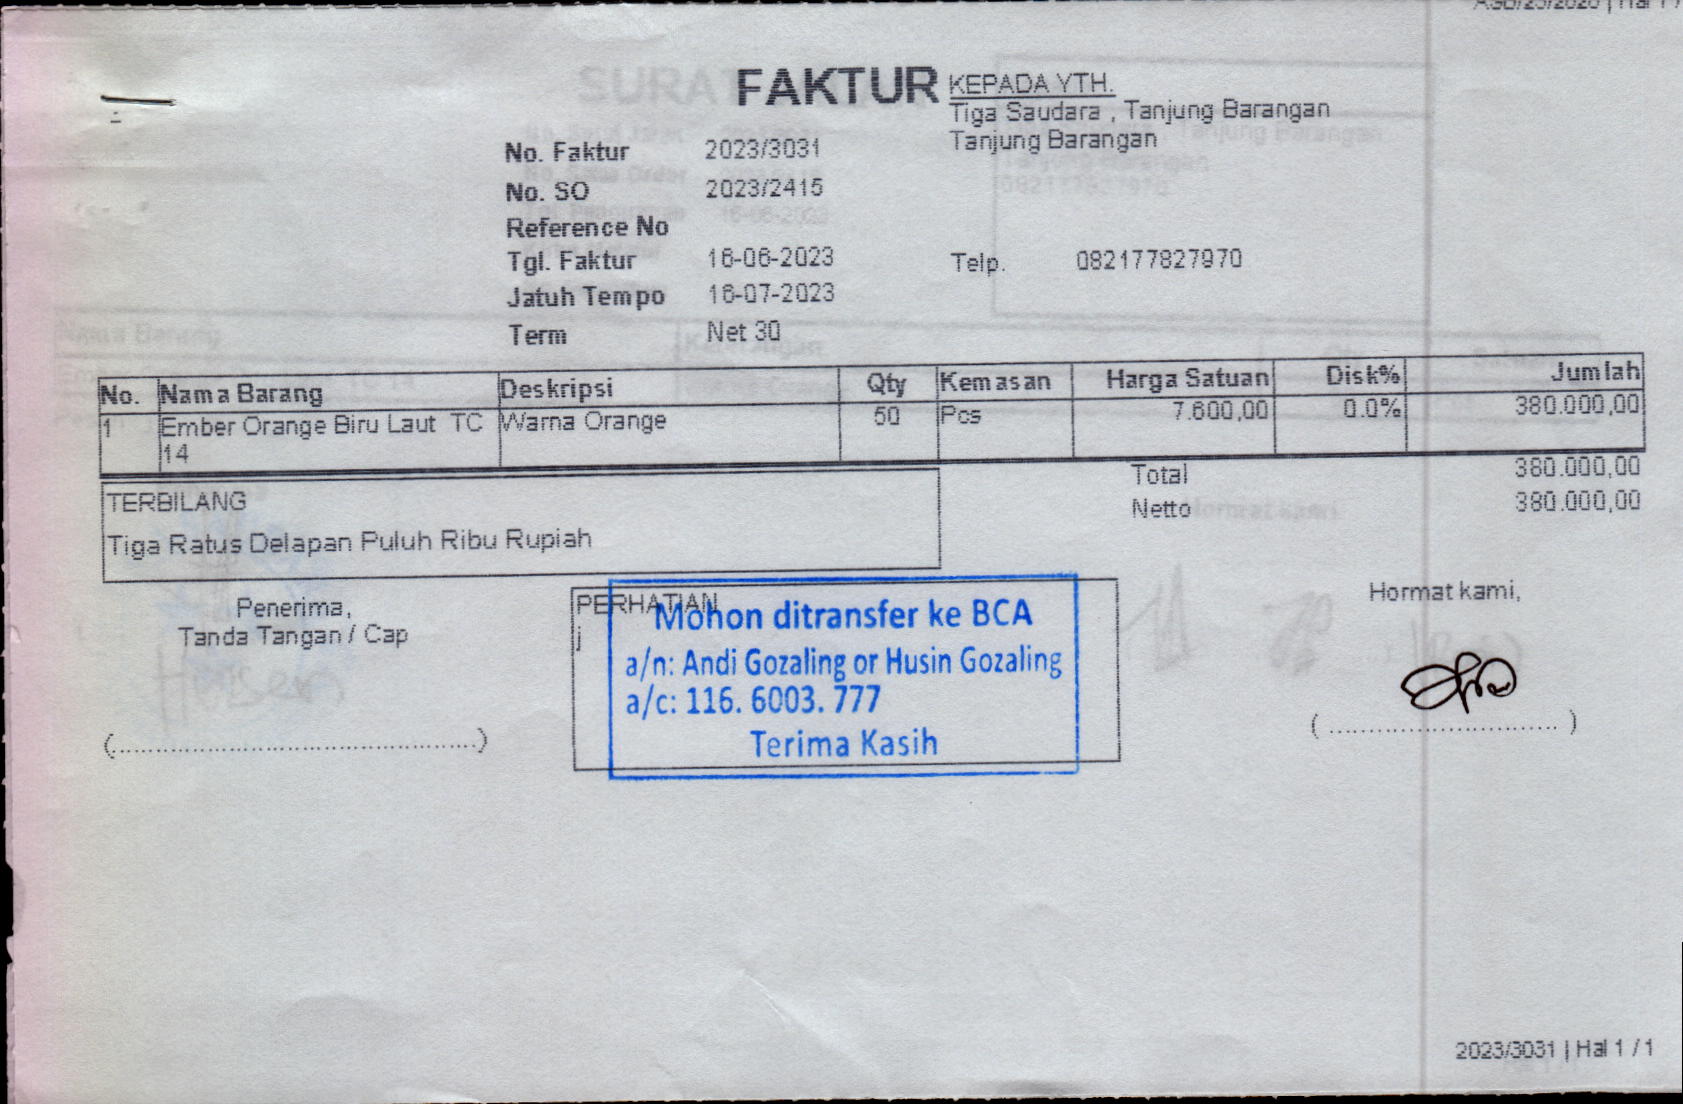 FAKTUR
KEPADA YTH.
Tiga Saudara , Tanjung Barangan
Tanjung Barangan
No. Faktur 2023/3031
No. SO 2023/2415
Reference No
Tgl. Faktur 16-06-2023
Telp. 082177827970
Jatuh Tempo 16-07-2023
Term Net 30
No. Nama Barang Deskripsi Qty Kemasan Harga Satuan Disk% Jumlah
1 Ember Orange Biru Laut TC Warna Orange 50 Pcs 7.600,00 0.0% 380.000,00
14
Total 380.000,00
Netto 380.000,00
TERBILANG
Tiga Ratus Delapan Puluh Ribu Rupiah
Penerima,
Tanda Tangan / Cap
(...............................................)
PERHATIAN
j
Mohon ditransfer ke BCA
a/n: Andi Gozaling or Husin Gozaling
a/c: 116. 6003. 777
Terima Kasih
Hormat kami,
( ............................. )
2023/3031 | Hal 1 / 1